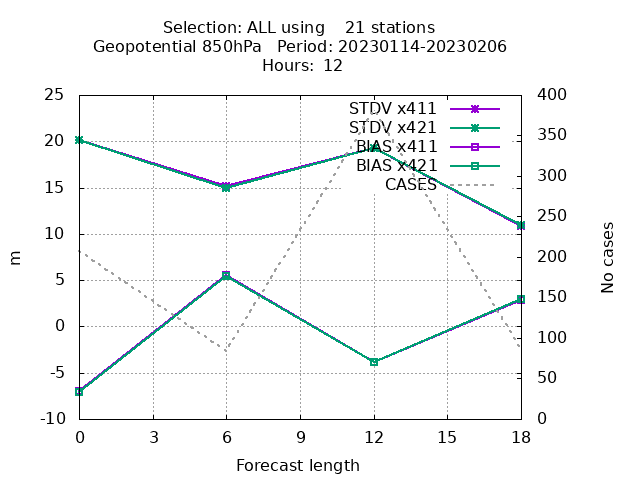 Selection: ALL using    21 stations
Geopotential 850hPa   Period: 20230114-20230206
Hours:  12
25
20
15
10
5
0
-5
-10
400
350
300
250
200
150
100
50
0
STDV x411
STDV x421
BIAS x411
BIAS x421
CASES
m
No cases
0 3 6 9 12 15 18
Forecast length